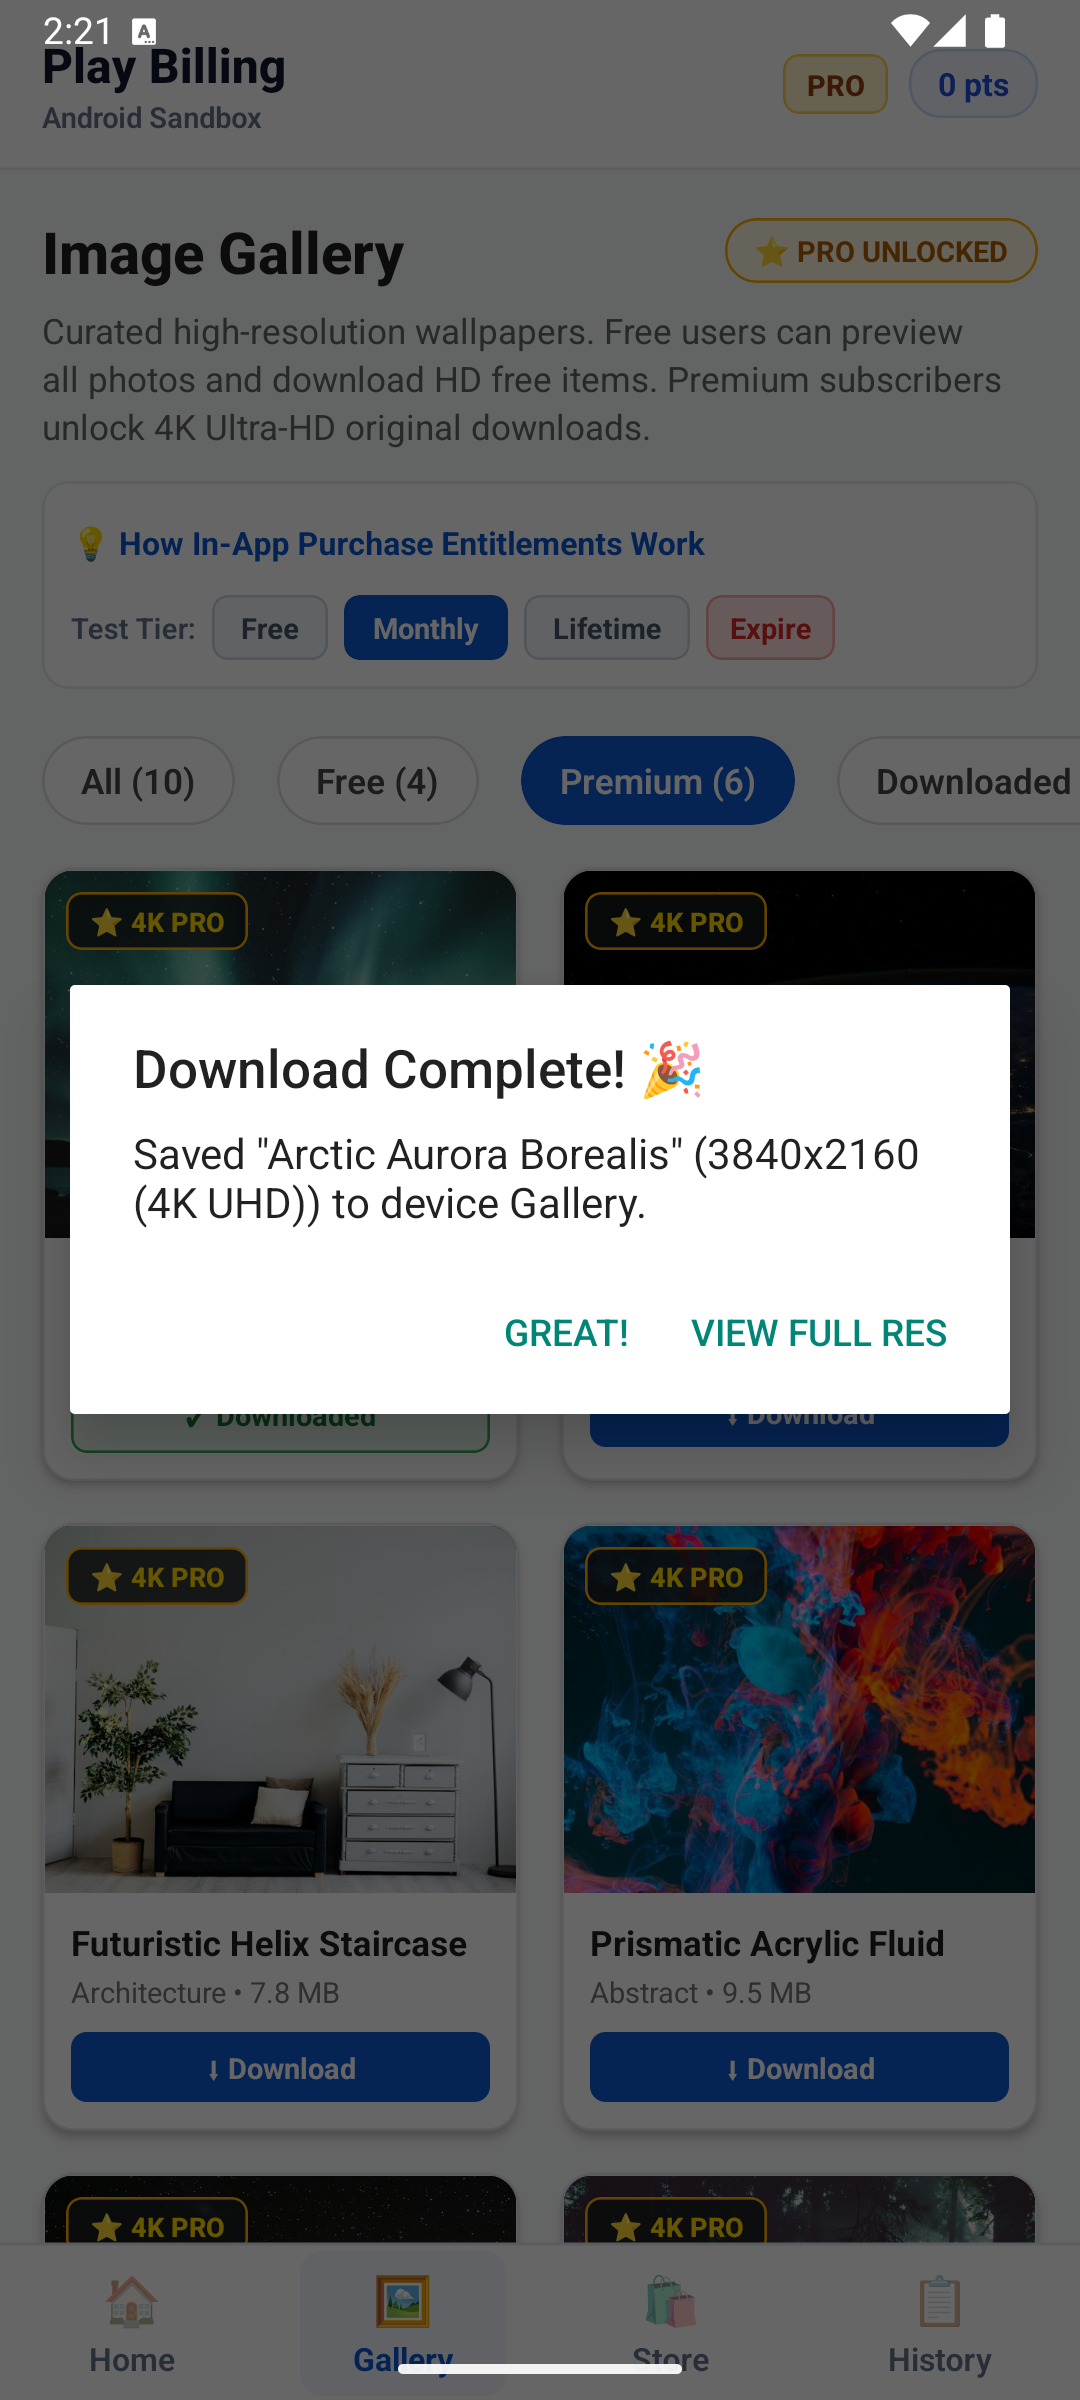 2:21
Play Billing
Android Sandbox
PRO
0 pts
Image Gallery
⭐ PRO UNLOCKED
Curated high-resolution wallpapers. Free users can preview
all photos and download HD free items. Premium subscribers
unlock 4K Ultra-HD original downloads.
💡 How In-App Purchase Entitlements Work
Test Tier:
Free
Monthly
Lifetime
Expire
All (10)
Free (4)
Premium (6)
Downloaded
⭐ 4K PRO
⭐ 4K PRO
Download Complete! 🎉
Saved "Arctic Aurora Borealis" (3840x2160
(4K UHD)) to device Gallery.
GREAT!
VIEW FULL RES
✓ Downloaded
⭳ Download
⭐ 4K PRO
⭐ 4K PRO
Futuristic Helix Staircase
Architecture • 7.8 MB
⭳ Download
Prismatic Acrylic Fluid
Abstract • 9.5 MB
⭳ Download
⭐ 4K PRO
⭐ 4K PRO
Home
Gallery
Store
History